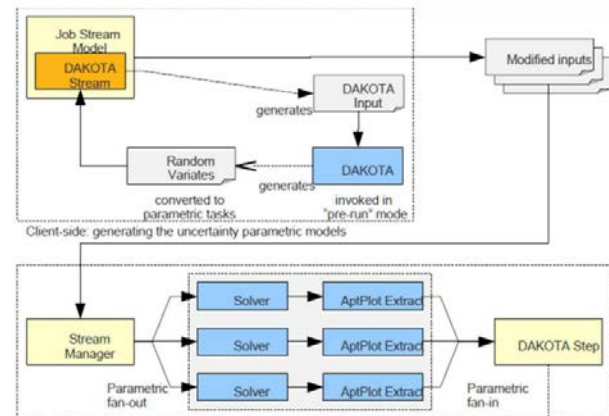 Job Stream
Model
DAKOTA
Stream
generates
DAKOTA
Input
Modified inputs
Random
Variates
generates
DAKOTA
converted to
parametric tasks
invoked in
"pre-run" mode
Client-side: generating the uncertainty parametric models
Stream
Manager
Parametric
fan-out
Solver
AptPlot Extract
Solver
AptPlot Extract
Solver
AptPlot Extract
Parametric
fan-in
DAKOTA Step